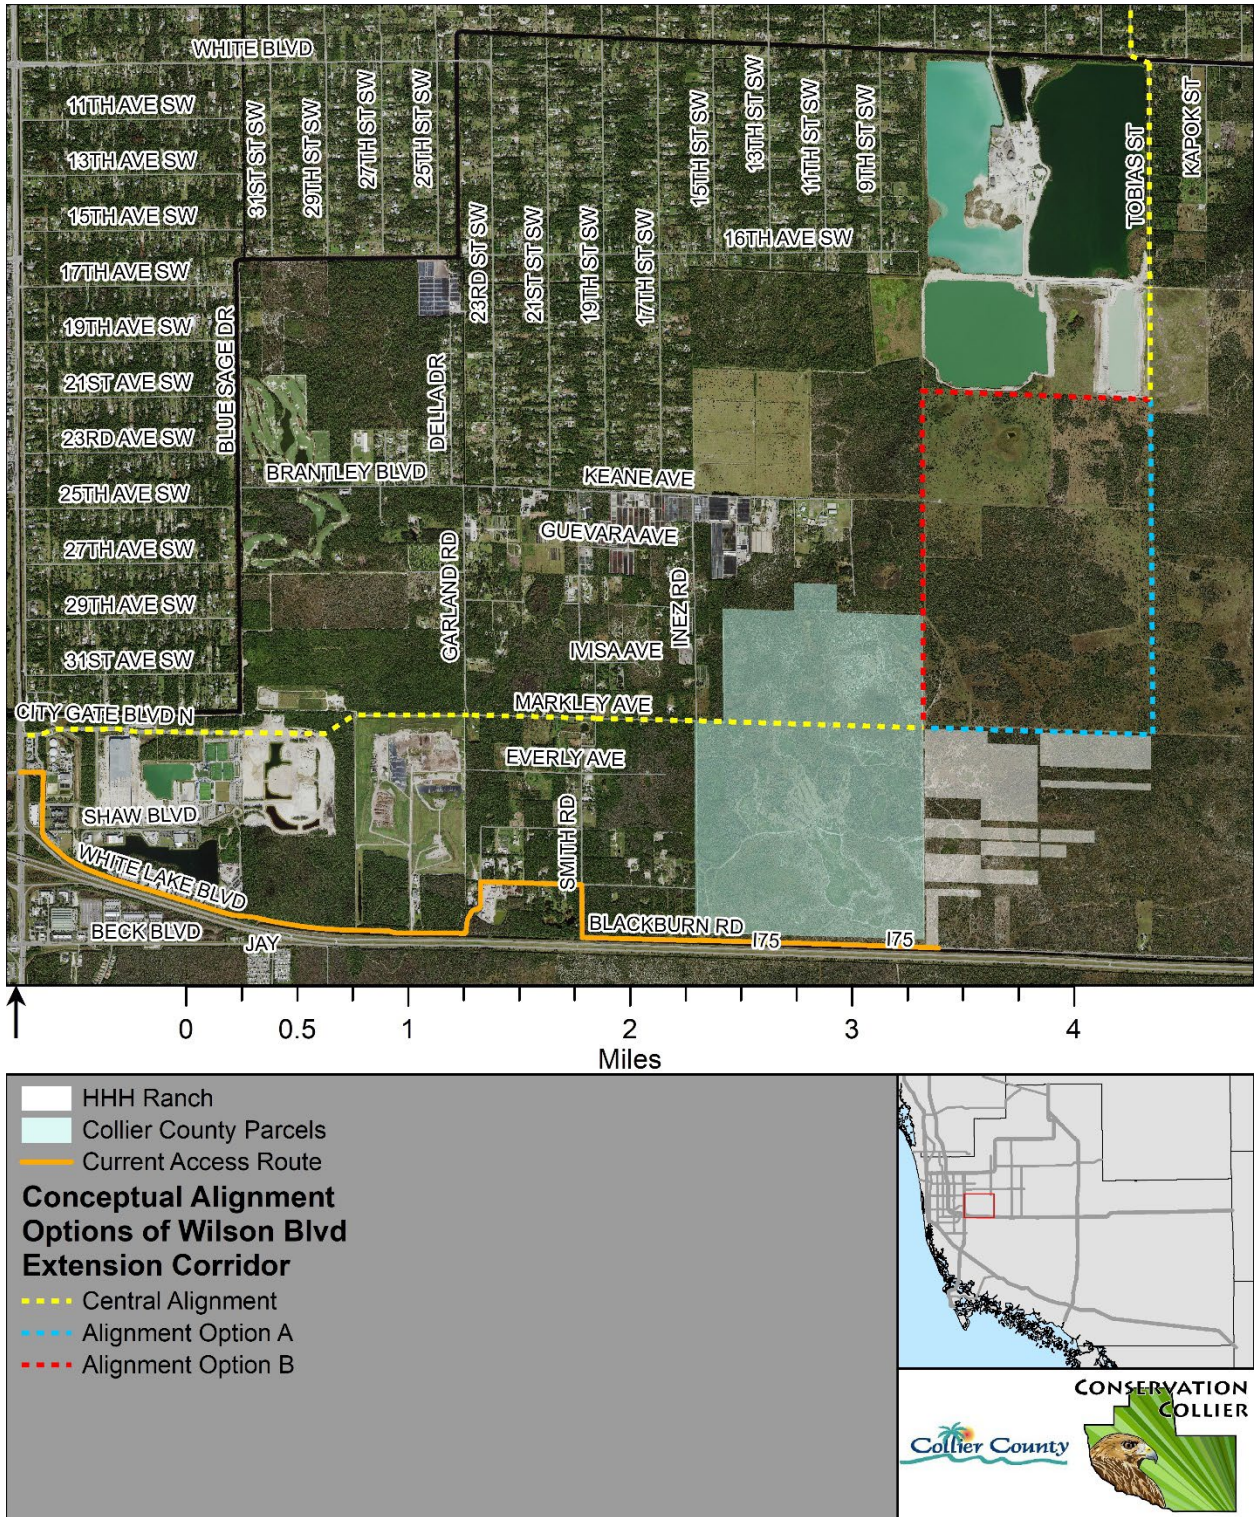 WHITE BLVD
11TH AVE SW
13TH AVE SW
15TH AVE SW
17TH AVE SW
19TH AVE SW
21ST AVE SW
23RD AVE SW
25TH AVE SW
27TH AVE SW
29TH AVE SW
31ST AVE SW
CITY GATE BLVD N
BLUE SAGE DR
31ST ST SW
29TH ST SW
27TH ST SW
25TH ST SW
23RD ST SW
21ST ST SW
19TH ST SW
17TH ST SW
15TH ST SW
13TH ST SW
11TH ST SW
9TH ST SW
16TH AVE SW
TOBIAS ST
KAPOK ST
DELLA DR
BRANTLEY BLVD
KEANE AVE
GUEVARA AVE
GARLAND RD
INEZ RD
IVISA AVE
MARKLEY AVE
EVERLY AVE
SHAW BLVD
SMITH RD
WHITE LAKE BLVD
BECK BLVD
JAY
BLACKBURN RD
I75
I75
0 0.5 1 2 3 4
Miles
HHH Ranch
Collier County Parcels
Current Access Route
Conceptual Alignment
Options of Wilson Blvd
Extension Corridor
Central Alignment
Alignment Option A
Alignment Option B
CONSERVATION
COLLIER
Collier County